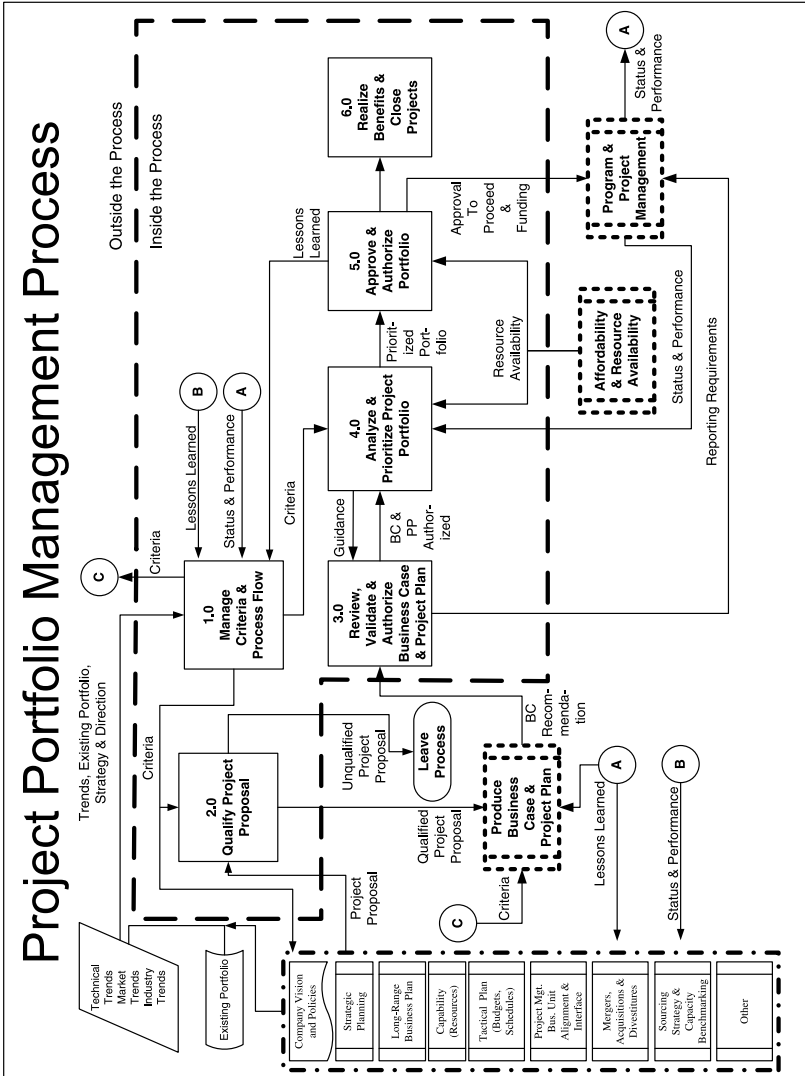 Project Portfolio Management Process
Outside the Process
Inside the Process
Technical
Trends
Market
Trends
Industry
Trends
Existing Portfolio
Trends, Existing Portfolio,
Strategy & Direction
C
Criteria
B
Lessons Learned
A
Status & Performance
1.0
Manage
Criteria &
Process Flow
Criteria
Criteria
Lessons
Learned
2.0
Qualify Project
Proposal
Project
Proposal
Unqualified
Project Proposal
Leave
Process
Qualified
Project
Proposal
3.0
Review,
Validate &
Authorize
Business Case
& Project Plan
Guidance
BC &
PP
Author-
ized
4.0
Analyze &
Prioritize Project
Portfolio
Priorit-
ized
Port-
folio
5.0
Approve &
Authorize
Portfolio
6.0
Realize
Benefits &
Close
Projects
Approval
To
Proceed
&
Funding
Resource
Availability
BC
Recom-
menda-
tion
Produce
Business
Case &
Project Plan
C
Criteria
A
Lessons Learned
B
Status & Performance
Affordability
& Resource
Availability
Program &
Project
Management
A
Status &
Performance
Status & Performance
Reporting Requirements
Company Vision
and Policies
Strategic
Planning
Long-Range
Business Plan
Capability
(Resources)
Tactical Plan
(Budgets,
Schedules)
Project Mgt.
Bus. Unit
Alignment &
Interface
Mergers,
Acquisitions &
Divestitures
Sourcing
Strategy &
Capacity
Benchmarking
Other